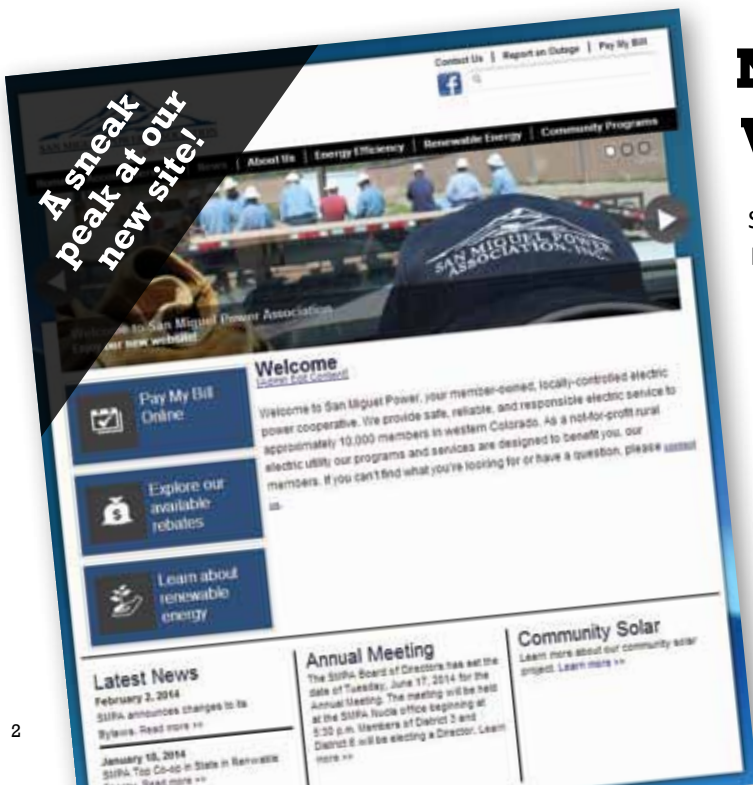 A sneak
peak at our
new site!
Contact Us | Report an Outage | Pay My Bill
SAN MIGUEL POWER ASSOCIATION
News | About Us | Energy Efficiency | Renewable Energy | Community Programs
SAN MIGUEL POWER
ASSOCIATION, INC.
Welcome to San Miguel Power Association
Enjoy our new website!
Pay My Bill
Online
Explore our
available
rebates
Learn about
renewable
energy
Welcome
[Admin Edit Content]
Welcome to San Miguel Power, your member-owned, locally-controlled electric
power cooperative. We provide safe, reliable, and responsible electric service to
approximately 10,000 members in western Colorado. As a not-for-profit rural
electric utility our programs and services are designed to benefit you, our
members. If you can't find what you're looking for or have a question, please contact
us.
Latest News
February 2, 2014
SMPA announces changes to its
Bylaws. Read more >>
January 10, 2014
SMPA Top Co-op in State in Renewable
Energy. Read more >>
Annual Meeting
The SMPA Board of Directors has set the
date of Tuesday, June 17, 2014 for the
Annual Meeting. The meeting will be held
at the SMPA Nucla office beginning at
5:30 p.m. Members of District 3 and
District 6 will be electing a Director. Learn
more >>
Community Solar
Learn more about our community solar
project. Learn more >>
2